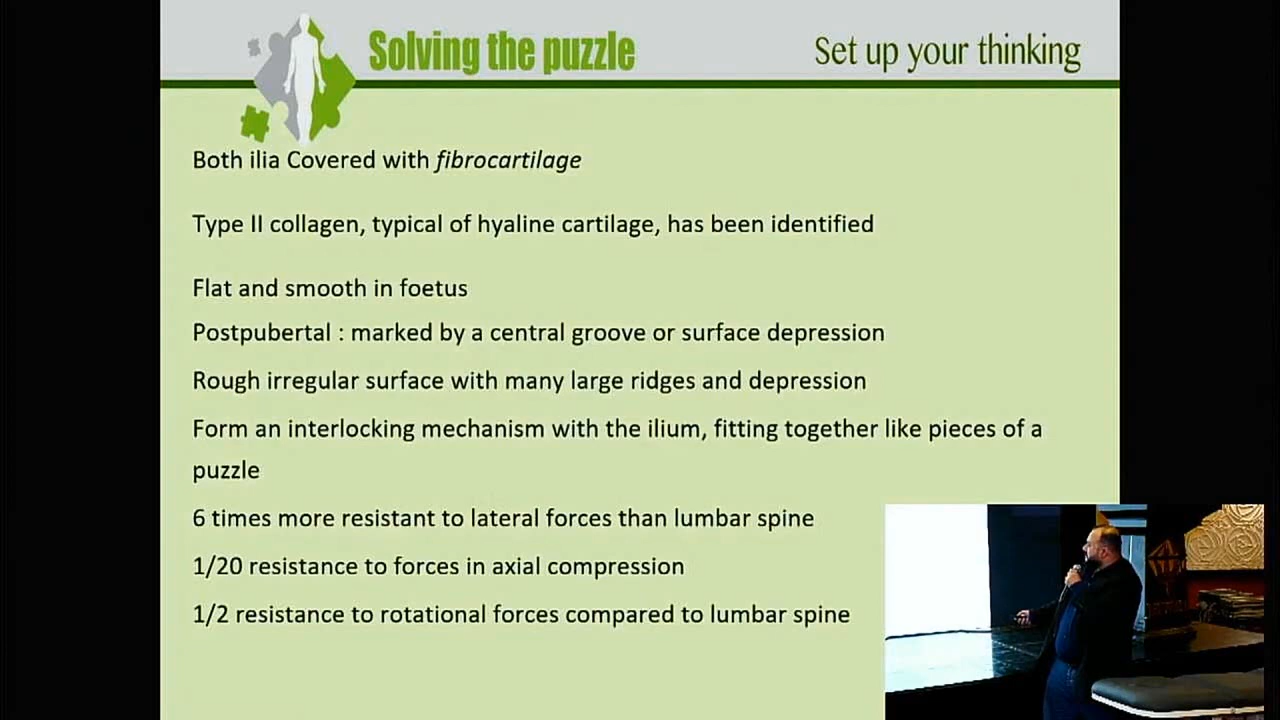 Solving the puzzle
Set up your thinking
Both ilia Covered with fibrocartilage
Type II collagen, typical of hyaline cartilage, has been identified
Flat and smooth in foetus
Postpubertal : marked by a central groove or surface depression
Rough irregular surface with many large ridges and depression
Form an interlocking mechanism with the ilium, fitting together like pieces of a
puzzle
6 times more resistant to lateral forces than lumbar spine
1/20 resistance to forces in axial compression
1/2 resistance to rotational forces compared to lumbar spine